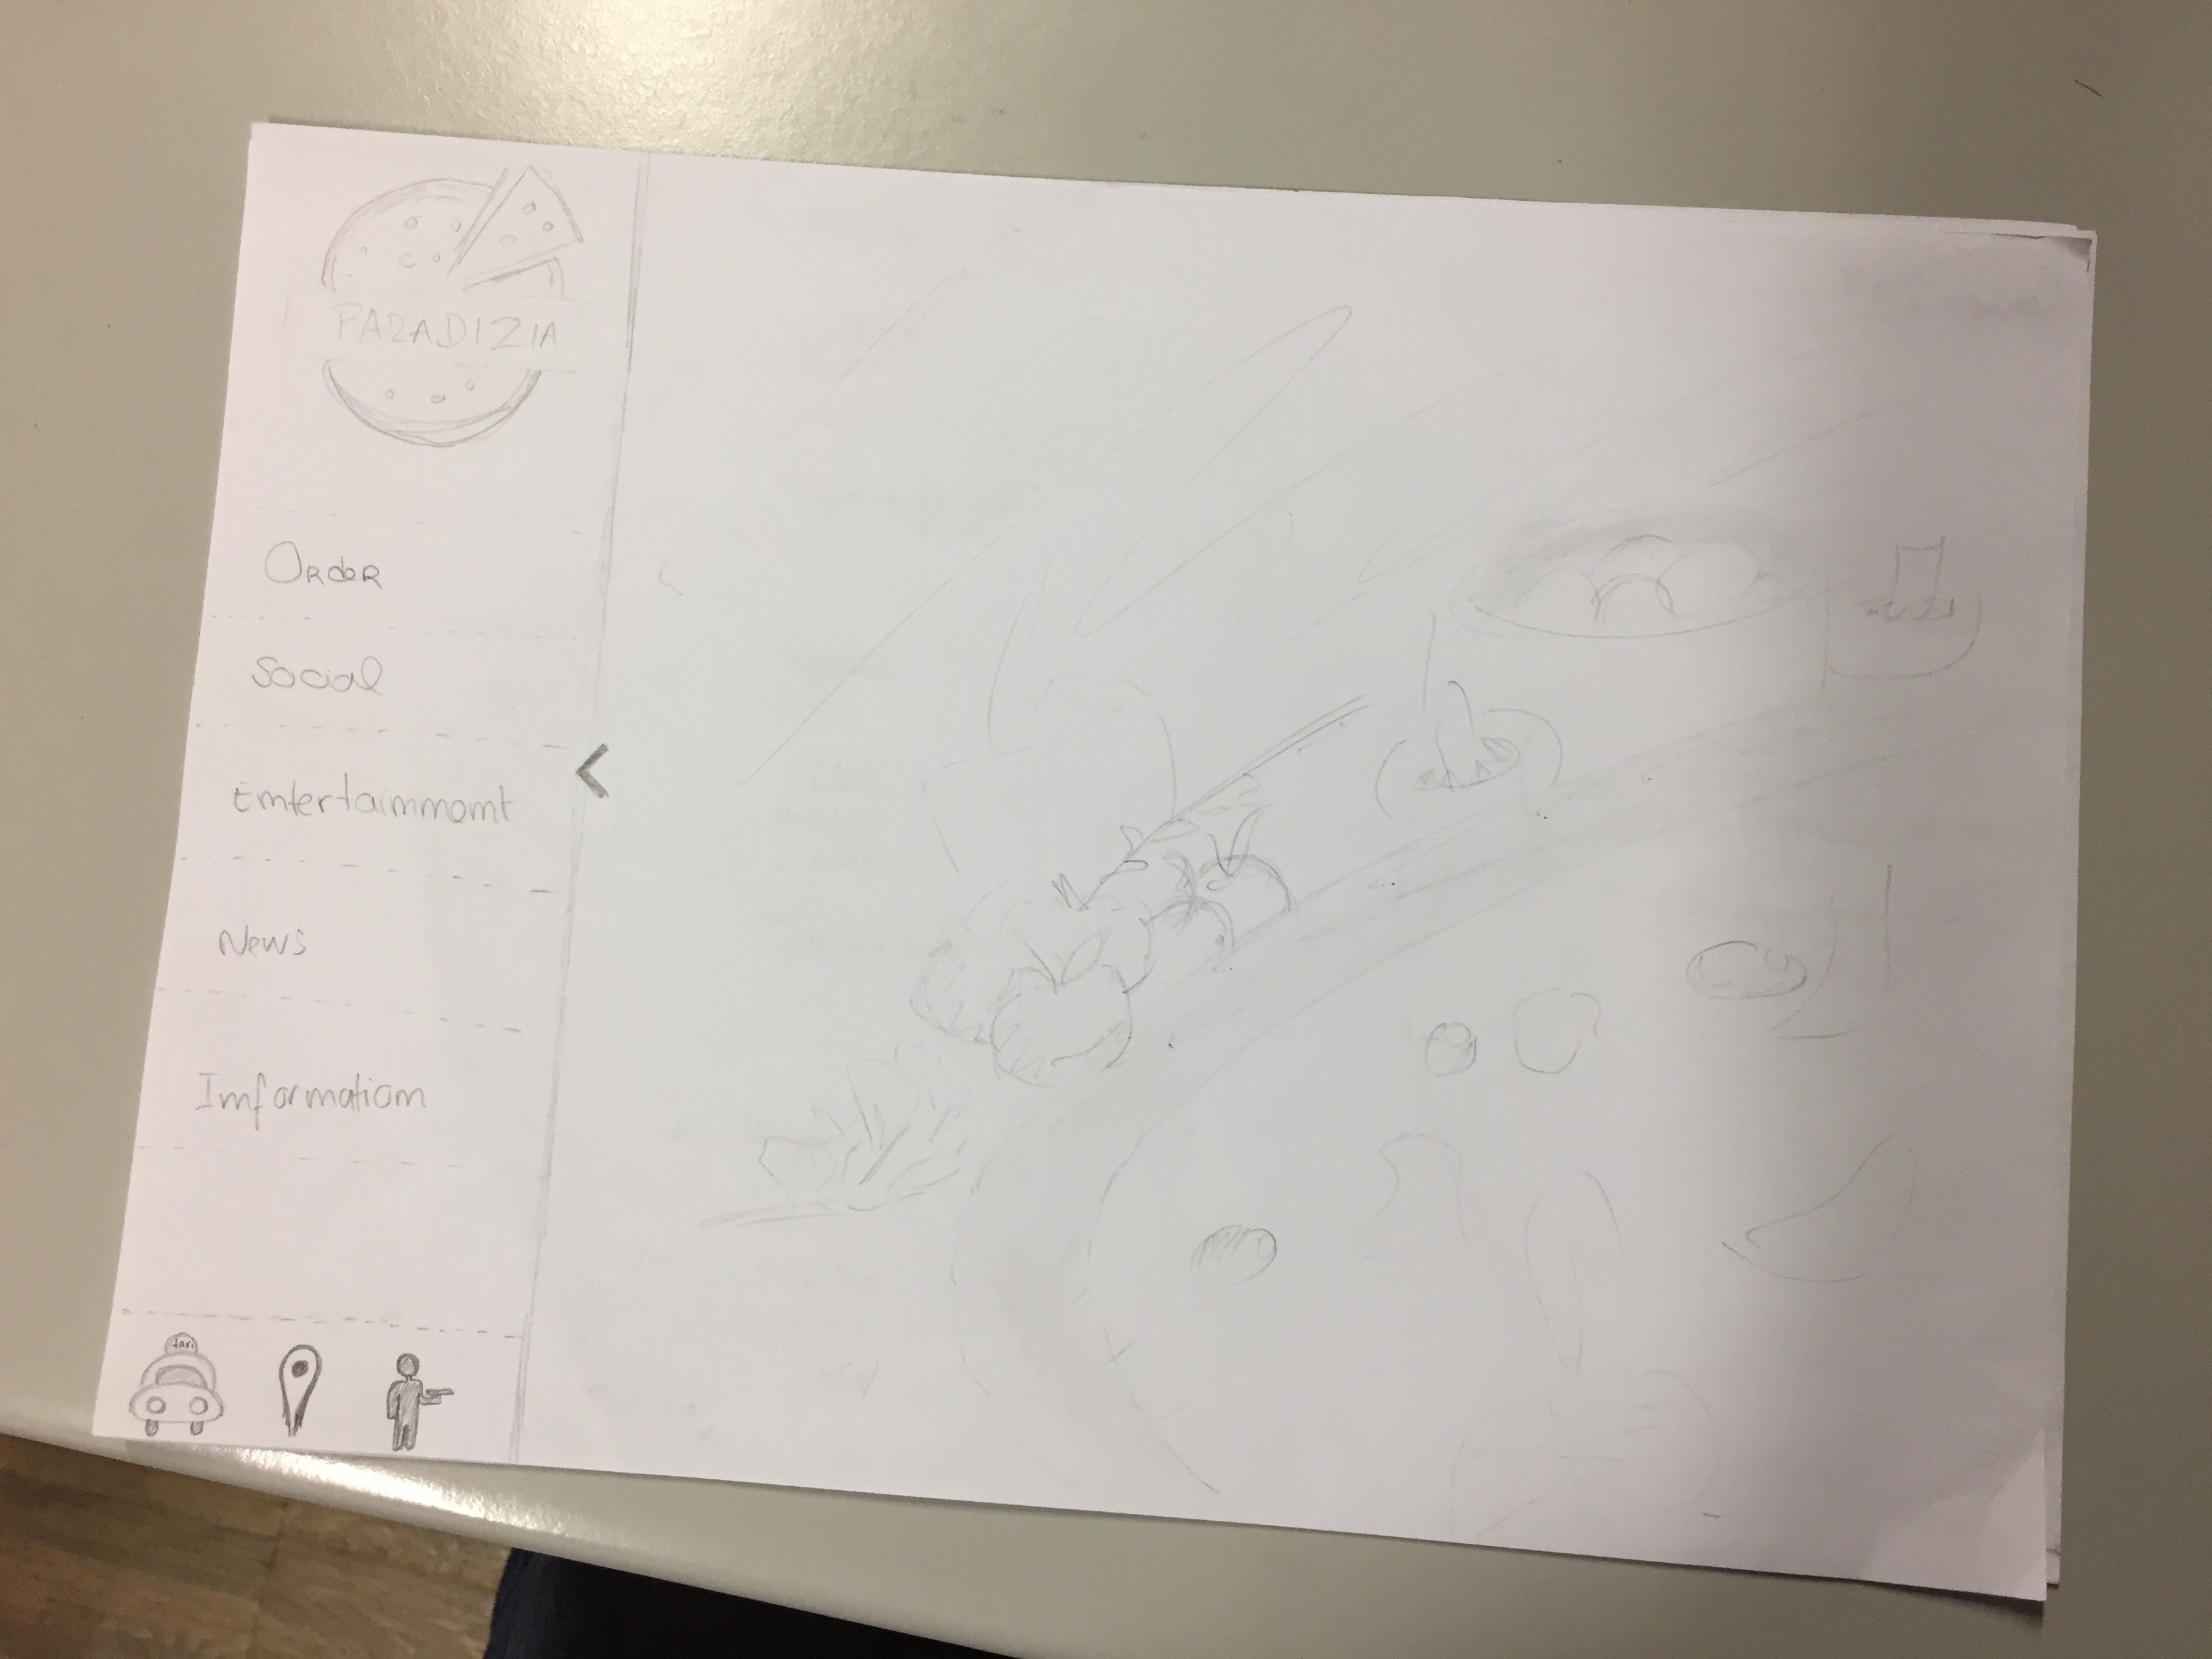 PARADIZIA
Order
Social
Entertainment
News
Information
taxi